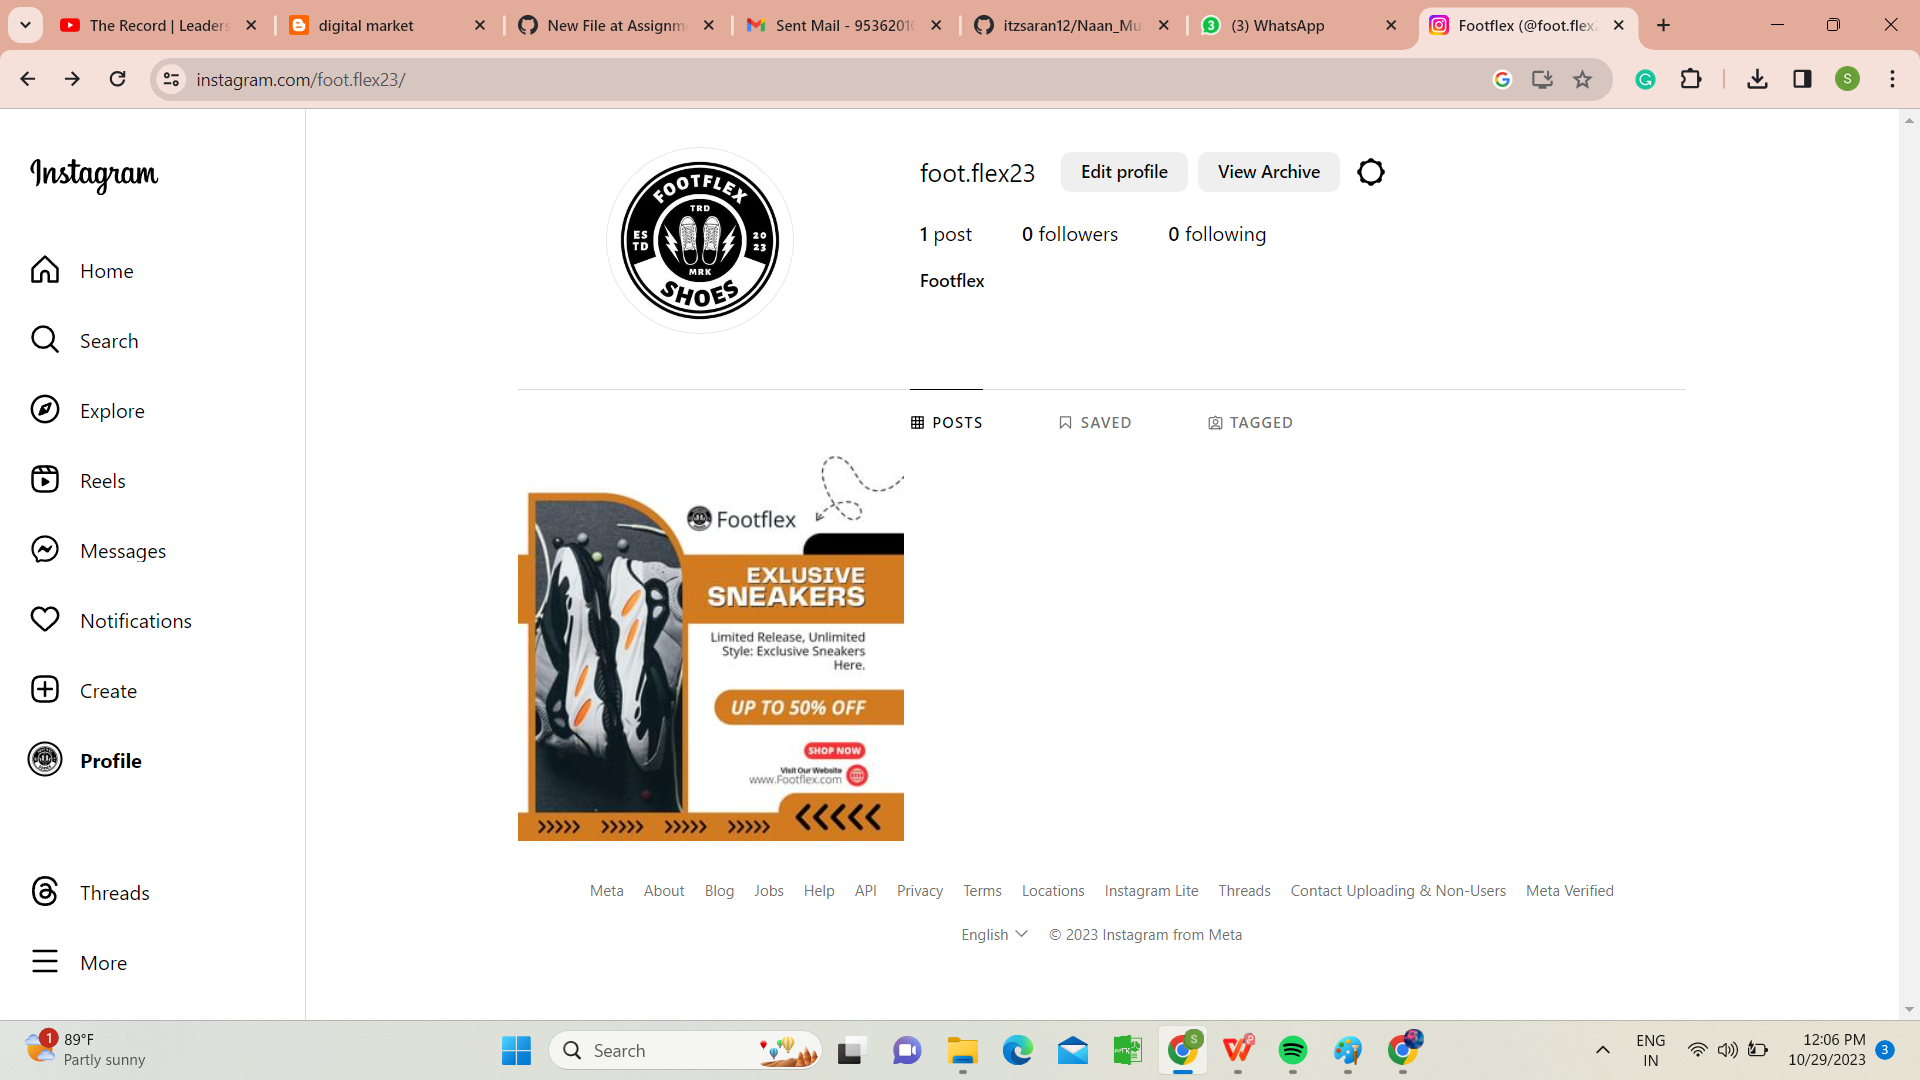 The Record | Leaders
digital market
New File at Assignm
Sent Mail - 9536201
itzsaran12/Naan_Mu
(3) WhatsApp
Footflex (@foot.flex2
instagram.com/foot.flex23/
S
Instagram
Home
Search
Explore
Reels
Messages
Notifications
Create
Profile
Threads
More
FOOTFLEX
TRD
ES
TD
20
23
MRK
SHOES
foot.flex23
Edit profile
View Archive
1 post
0 followers
0 following
Footflex
POSTS
SAVED
TAGGED
Footflex
EXLUSIVE
SNEAKERS
Limited Release, Unlimited
Style: Exclusive Sneakers
Here.
UP TO 50% OFF
SHOP NOW
Visit Our Website
www.Footflex.com
Meta About Blog Jobs Help API Privacy Terms Locations Instagram Lite Threads Contact Uploading & Non-Users Meta Verified
English © 2023 Instagram from Meta
1
89°F
Partly sunny
Search
S
ENG
IN
12:06 PM
10/29/2023
3